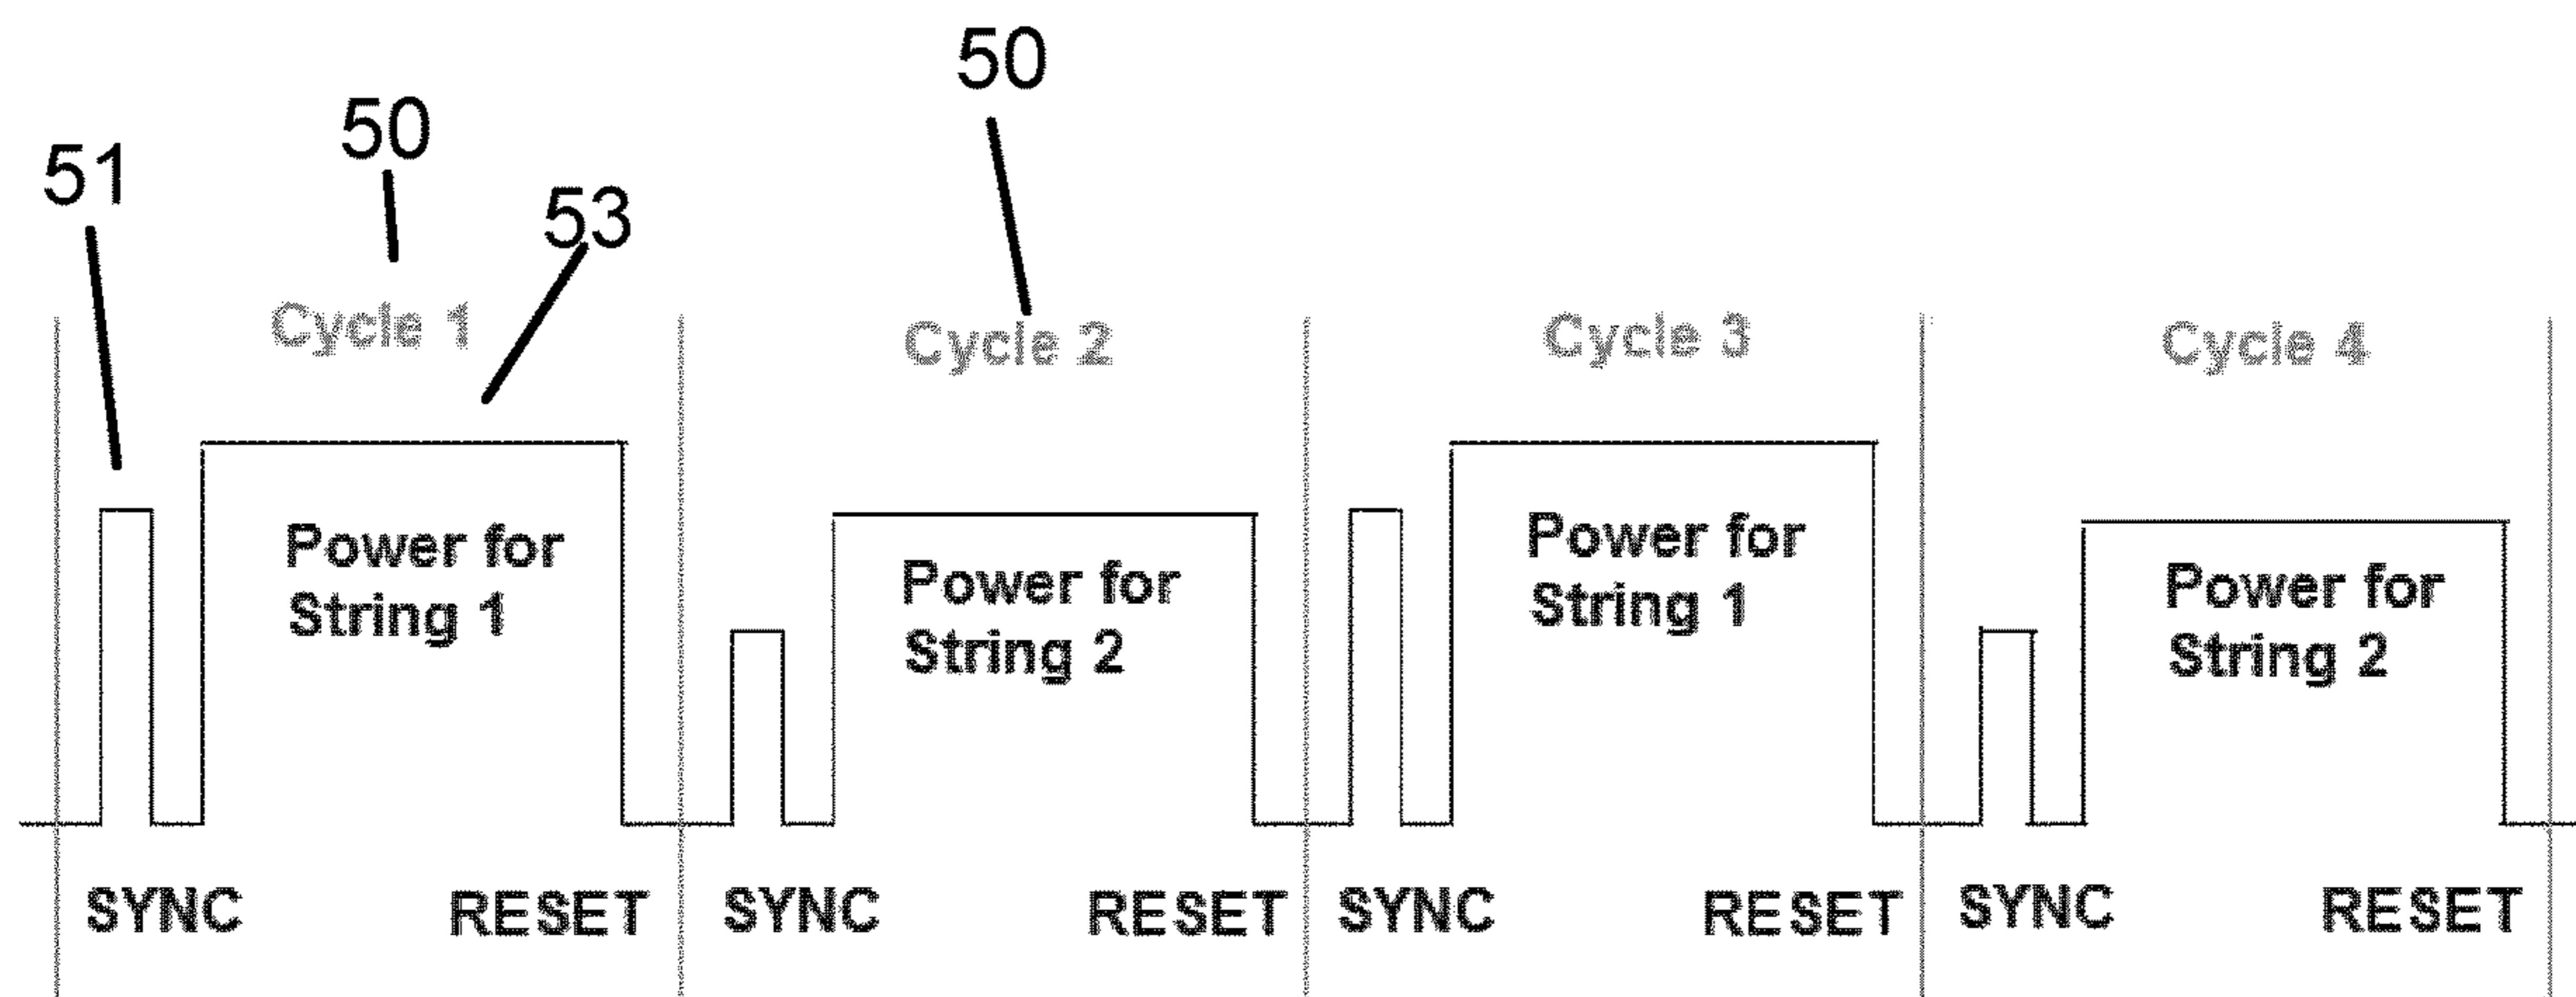 50
50
51
53
Cycle 1
Cycle 2
Cycle 3
Cycle 4
Power for
String 1
Power for
String 2
Power for
String 1
Power for
String 2
SYNC RESET SYNC RESET SYNC RESET SYNC RESET